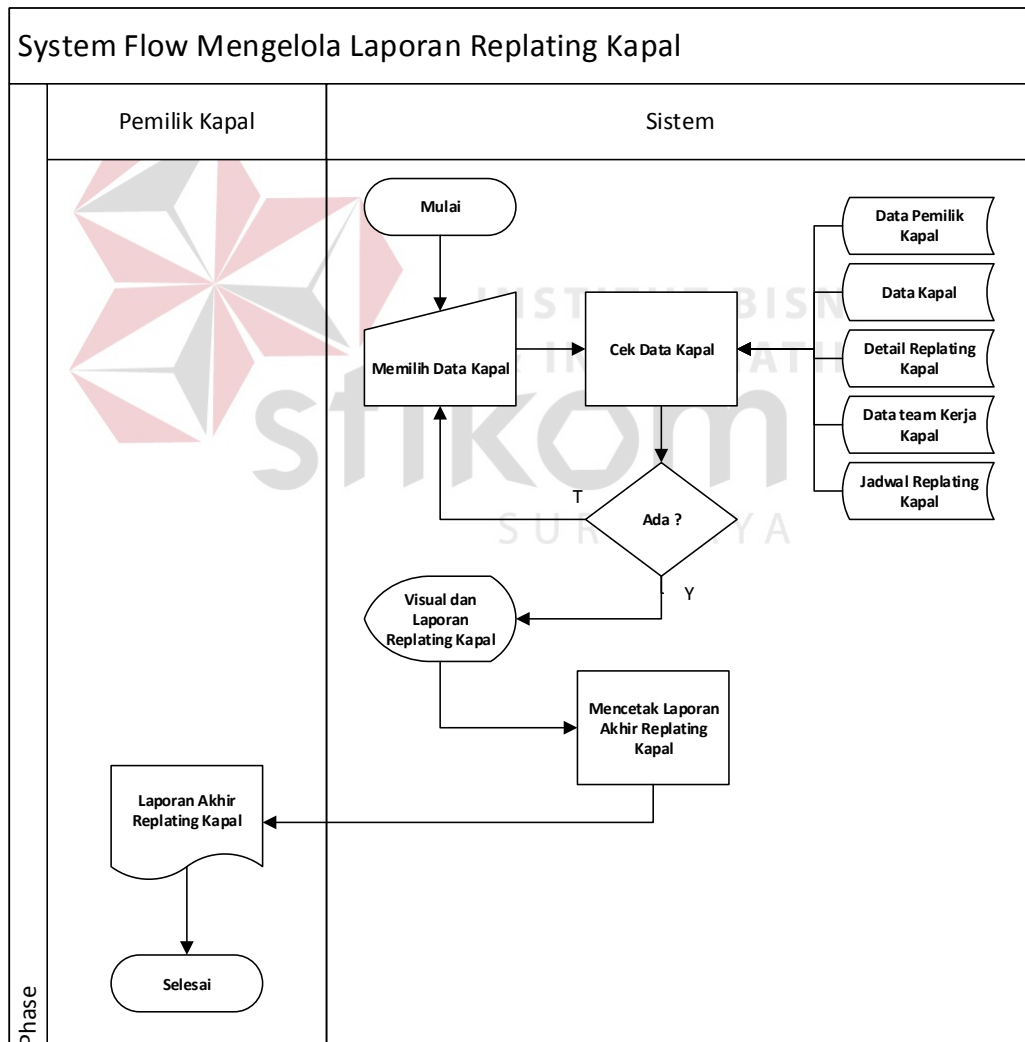 System Flow Mengelola Laporan Replating Kapal
Pemilik Kapal
Sistem
Mulai
Data Pemilik
Kapal
Data Kapal
Memilih Data Kapal
Cek Data Kapal
Detail Replating
Kapal
Data team Kerja
Kapal
Jadwal Replating
Kapal
T
Ada ?
Y
Visual dan
Laporan
Replating Kapal
Mencetak Laporan
Akhir Replating
Kapal
Laporan Akhir
Replating Kapal
Selesai
Phase
stikom